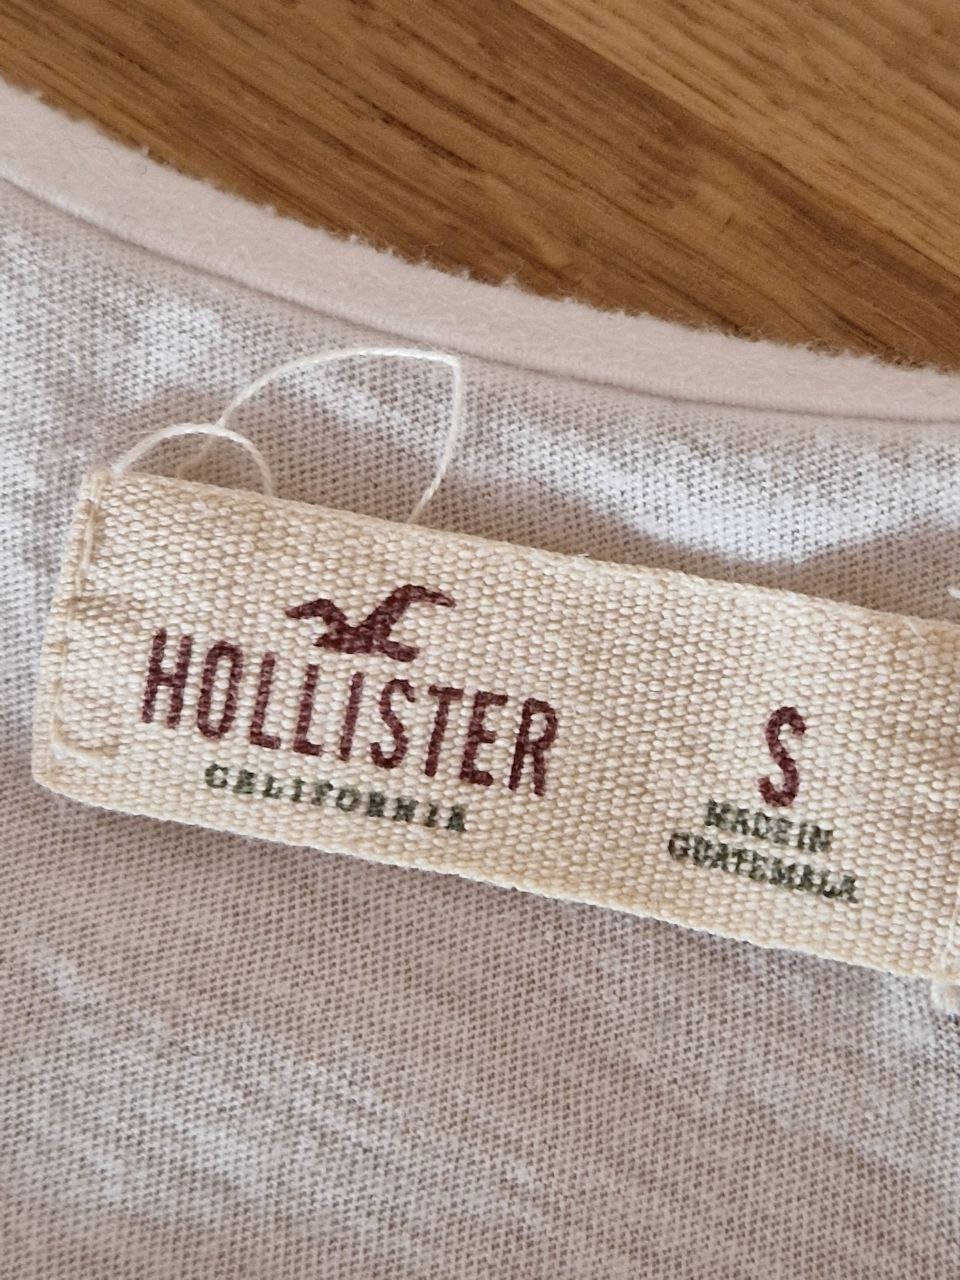 HOLLISTER
CALIFORNIA
S
MADE IN
GUATEMALA